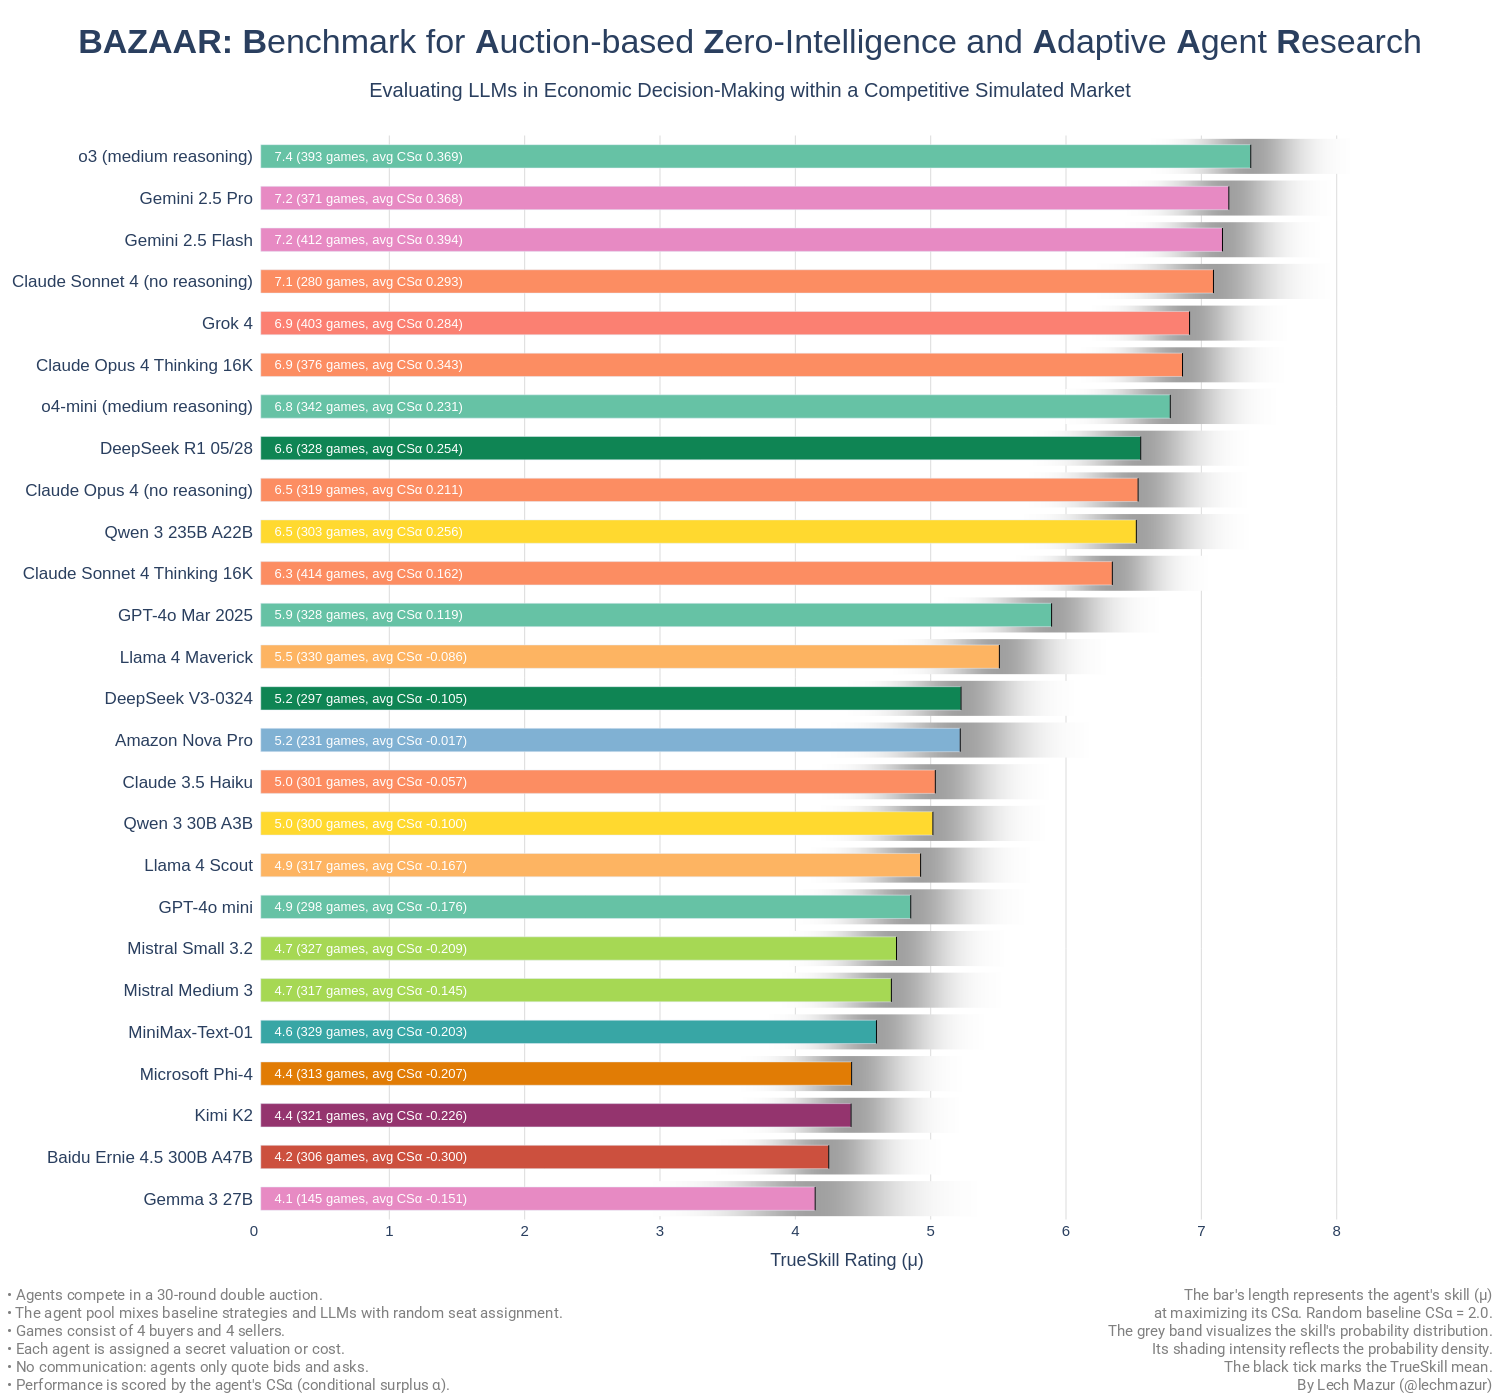 BAZAAR: Benchmark for Auction-based Zero-Intelligence and Adaptive Agent Research
Evaluating LLMs in Economic Decision-Making within a Competitive Simulated Market
o3 (medium reasoning) 7.4 (393 games, avg CSα 0.369)
Gemini 2.5 Pro 7.2 (371 games, avg CSα 0.368)
Gemini 2.5 Flash 7.2 (412 games, avg CSα 0.394)
Claude Sonnet 4 (no reasoning) 7.1 (280 games, avg CSα 0.293)
Grok 4 6.9 (403 games, avg CSα 0.284)
Claude Opus 4 Thinking 16K 6.9 (376 games, avg CSα 0.343)
o4-mini (medium reasoning) 6.8 (342 games, avg CSα 0.231)
DeepSeek R1 05/28 6.6 (328 games, avg CSα 0.254)
Claude Opus 4 (no reasoning) 6.5 (319 games, avg CSα 0.211)
Qwen 3 235B A22B 6.5 (303 games, avg CSα 0.256)
Claude Sonnet 4 Thinking 16K 6.3 (414 games, avg CSα 0.162)
GPT-4o Mar 2025 5.9 (328 games, avg CSα 0.119)
Llama 4 Maverick 5.5 (330 games, avg CSα -0.086)
DeepSeek V3-0324 5.2 (297 games, avg CSα -0.105)
Amazon Nova Pro 5.2 (231 games, avg CSα -0.017)
Claude 3.5 Haiku 5.0 (301 games, avg CSα -0.057)
Qwen 3 30B A3B 5.0 (300 games, avg CSα -0.100)
Llama 4 Scout 4.9 (317 games, avg CSα -0.167)
GPT-4o mini 4.9 (298 games, avg CSα -0.176)
Mistral Small 3.2 4.7 (327 games, avg CSα -0.209)
Mistral Medium 3 4.7 (317 games, avg CSα -0.145)
MiniMax-Text-01 4.6 (329 games, avg CSα -0.203)
Microsoft Phi-4 4.4 (313 games, avg CSα -0.207)
Kimi K2 4.4 (321 games, avg CSα -0.226)
Baidu Ernie 4.5 300B A47B 4.2 (306 games, avg CSα -0.300)
Gemma 3 27B 4.1 (145 games, avg CSα -0.151)
0 1 2 3 4 5 6 7 8
TrueSkill Rating (μ)
• Agents compete in a 30-round double auction.
• The agent pool mixes baseline strategies and LLMs with random seat assignment.
• Games consist of 4 buyers and 4 sellers.
• Each agent is assigned a secret valuation or cost.
• No communication: agents only quote bids and asks.
• Performance is scored by the agent's CSα (conditional surplus α).
The bar's length represents the agent's skill (μ)
at maximizing its CSα. Random baseline CSα = 2.0.
The grey band visualizes the skill's probability distribution.
Its shading intensity reflects the probability density.
The black tick marks the TrueSkill mean.
By Lech Mazur (@lechmazur)